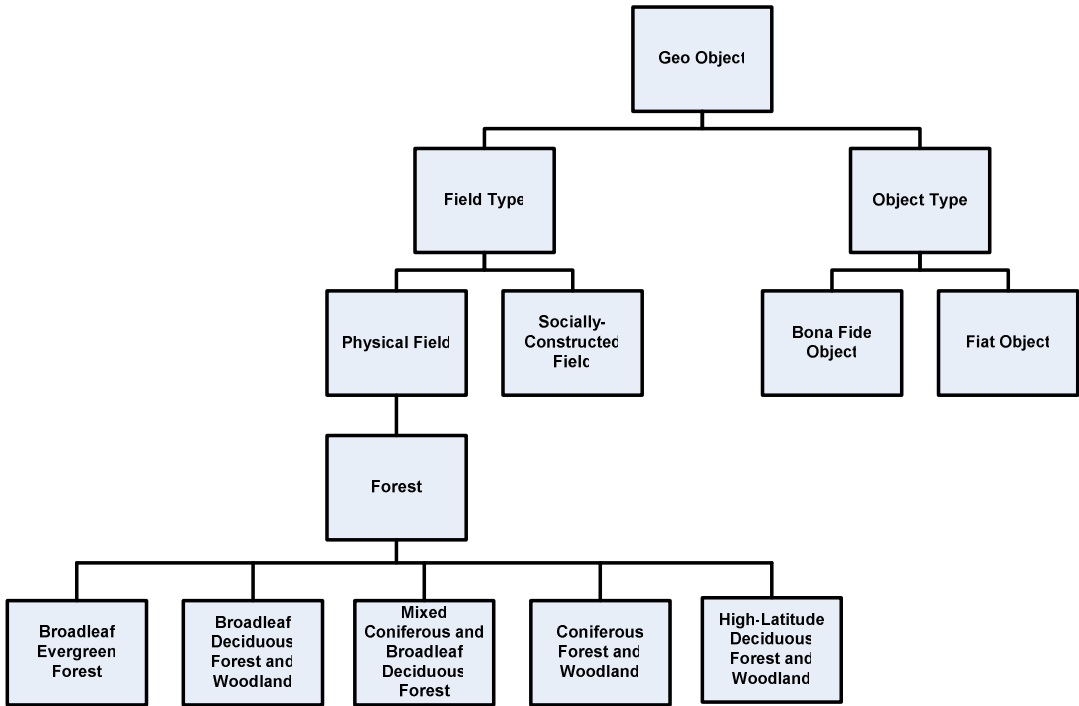 Geo Object
Field Type
Object Type
Physical Field
Socially-
Constructed
Field
Bona Fide
Object
Fiat Object
Forest
Broadleaf
Evergreen
Forest
Broadleaf
Deciduous
Forest and
Woodland
Mixed
Coniferous and
Broadleaf
Deciduous
Forest
Coniferous
Forest and
Woodland
High-Latitude
Deciduous
Forest and
Woodland